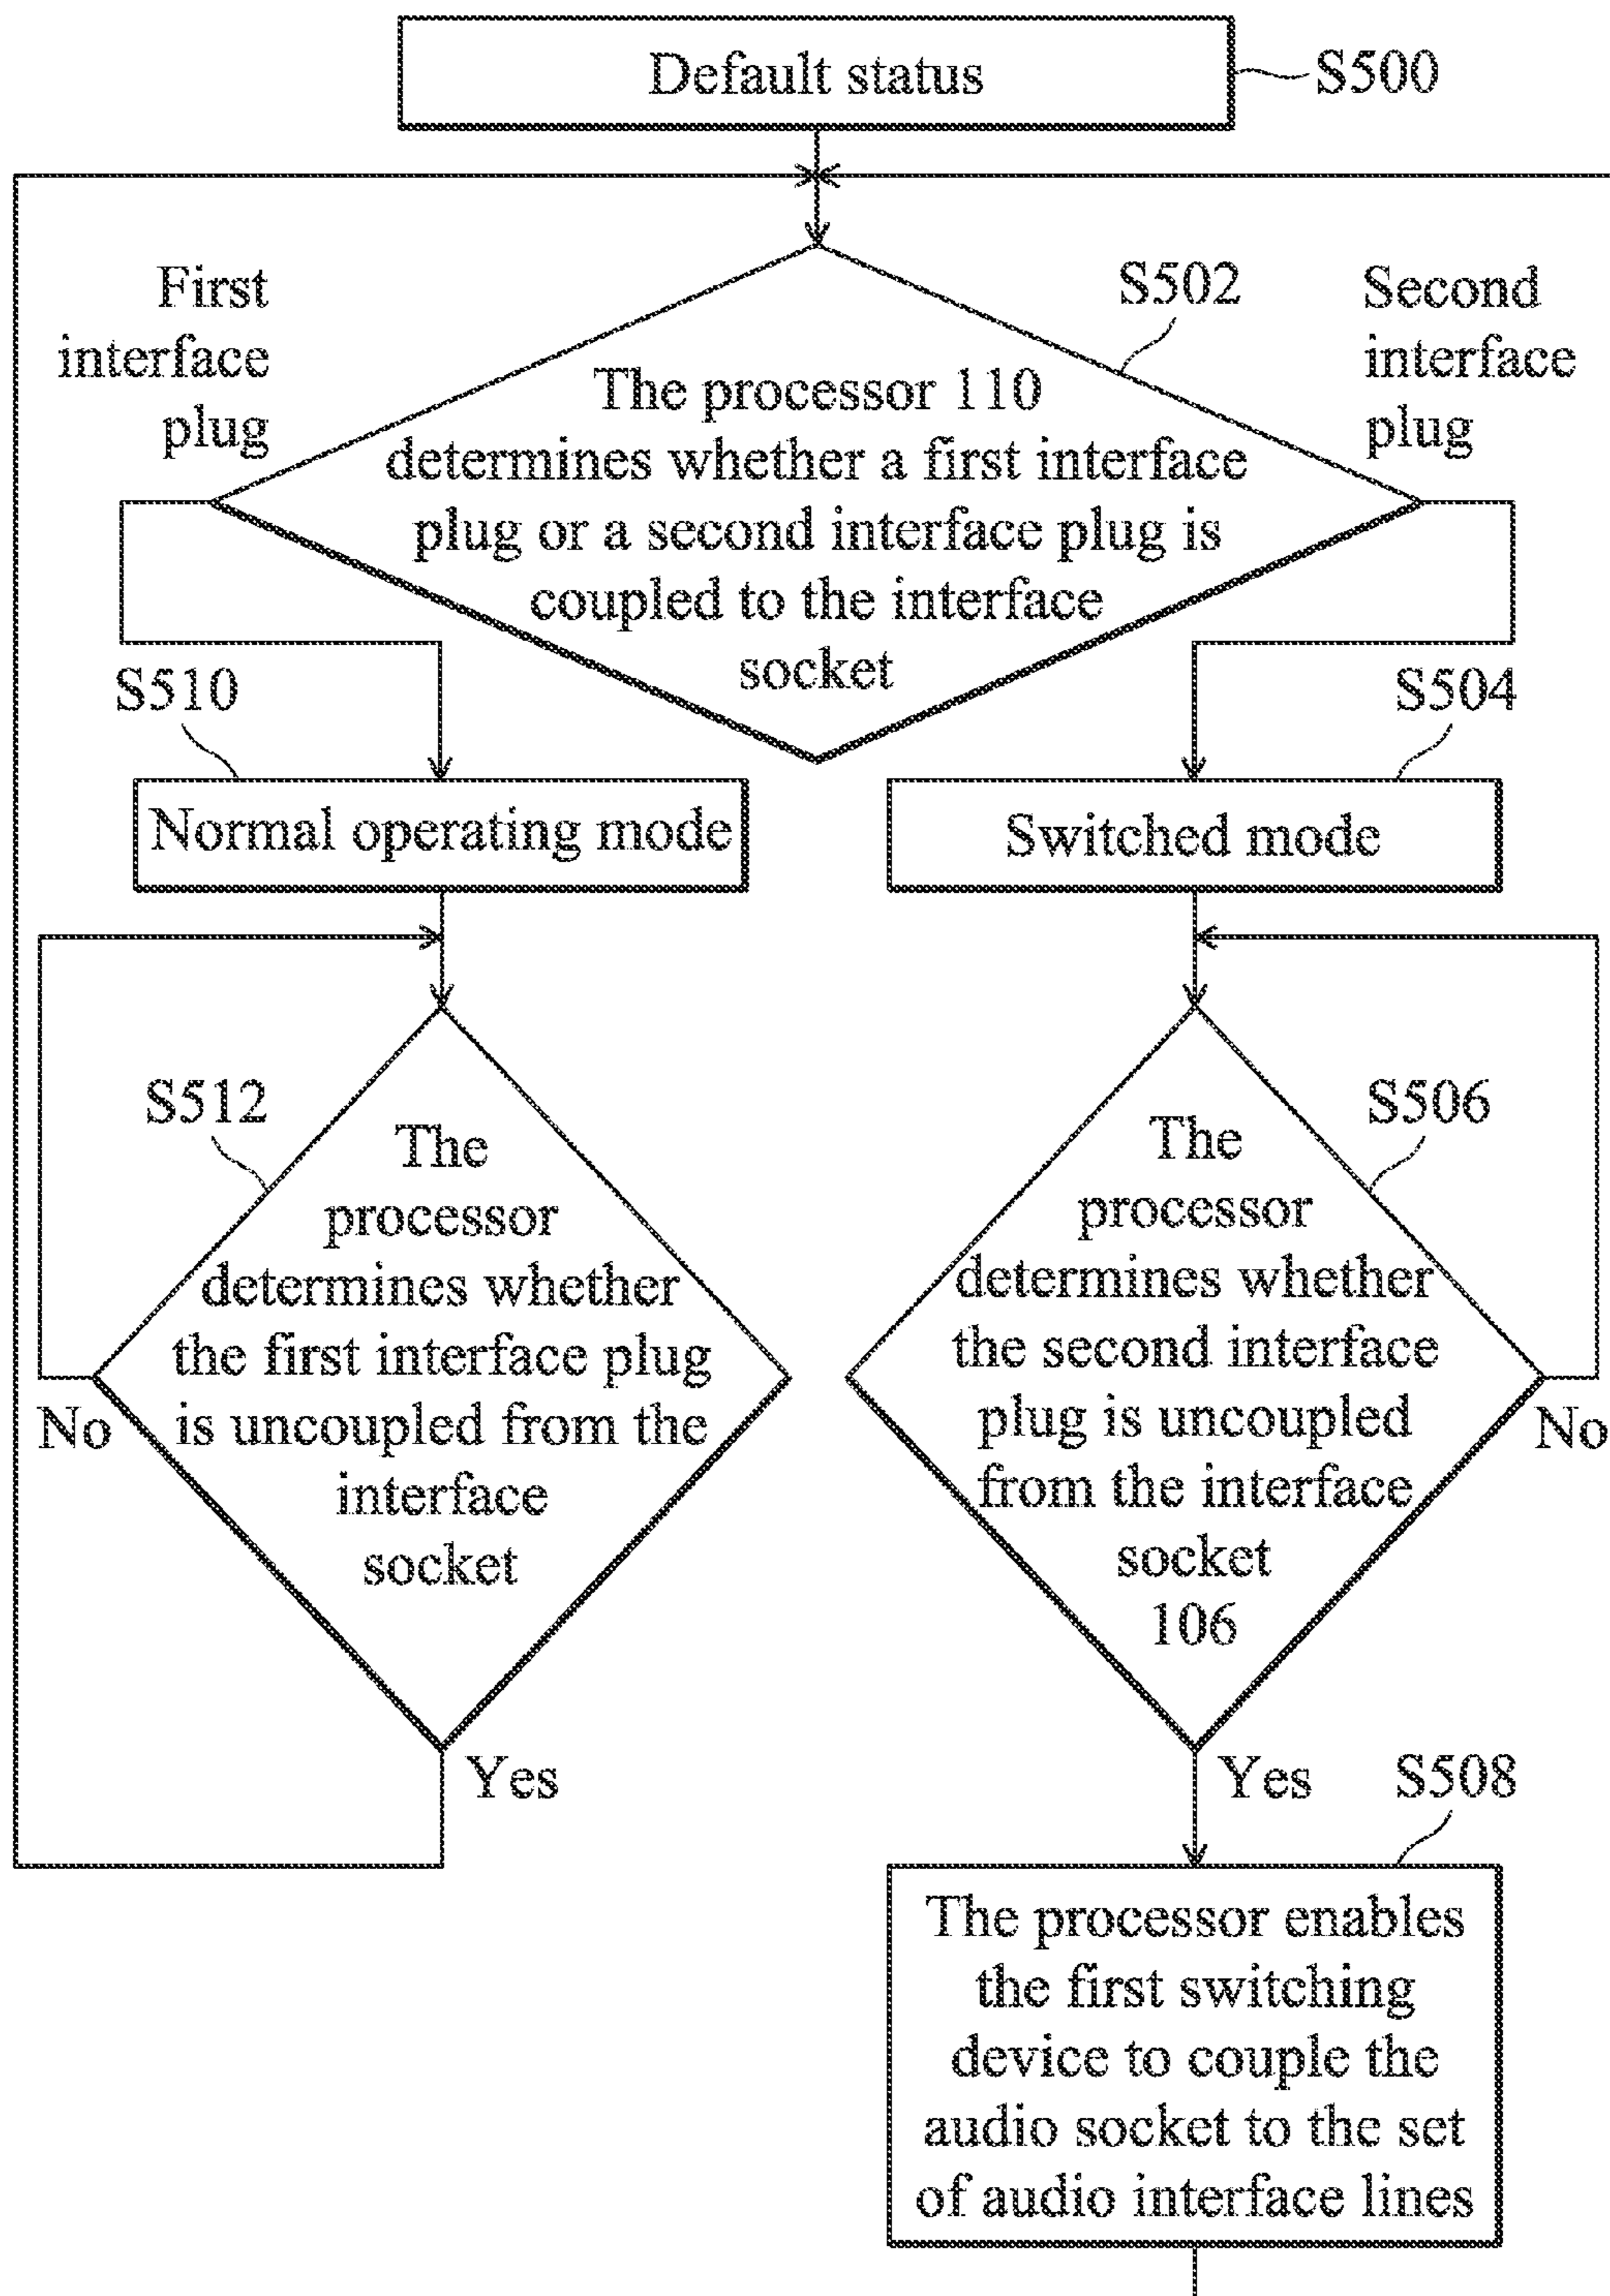 Default status
S500
First
interface
plug
S502
Second
interface
plug
The processor 110
determines whether a first interface
plug or a second interface plug is
coupled to the interface
socket
S510
S504
Normal operating mode
Switched mode
S512
The
processor
determines whether
the first interface plug
is uncoupled from the
interface
socket
No
Yes
S506
The
processor
determines whether
the second interface
plug is uncoupled
from the interface
socket
106
No
Yes
S508
The processor enables
the first switching
device to couple the
audio socket to the set
of audio interface lines